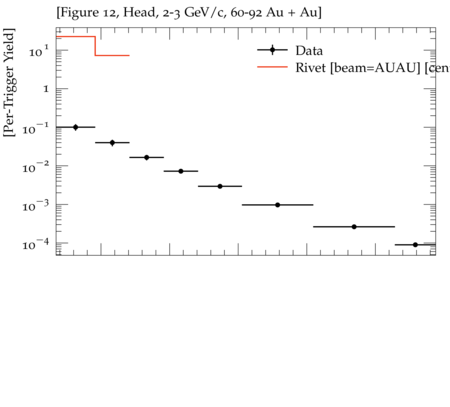 [Figure 12, Head, 2-3 GeV/c, 60-92 Au + Au]
[Per-Trigger Yield]
10¹
1
10⁻¹
10⁻²
10⁻³
10⁻⁴
Data
Rivet [beam=AUAU] [cen